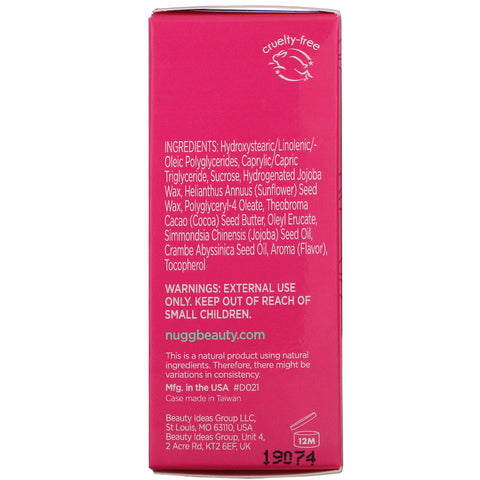 cruelty-free
INGREDIENTS: Hydroxystearic/Linolenic/-
Oleic Polyglycerides, Caprylic/Capric
Triglyceride, Sucrose, Hydrogenated Jojoba
Wax, Helianthus Annuus (Sunflower) Seed
Wax, Polyglyceryl-4 Oleate, Theobroma
Cacao (Cocoa) Seed Butter, Oleyl Erucate,
Simmondsia Chinensis (Jojoba) Seed Oil,
Crambe Abyssinica Seed Oil, Aroma (Flavor),
Tocopherol
WARNINGS: EXTERNAL USE
ONLY. KEEP OUT OF REACH OF
SMALL CHILDREN.
nuggbeauty.com
This is a natural product using natural
ingredients. Therefore, there might be
variations in consistency.
Mfg. in the USA #D021
Case made in Taiwan
Beauty Ideas Group LLC,
St Louis, MO 63110, USA
Beauty Ideas Group, Unit 4,
2 Acre Rd, KT2 6EF, UK
12M
19074